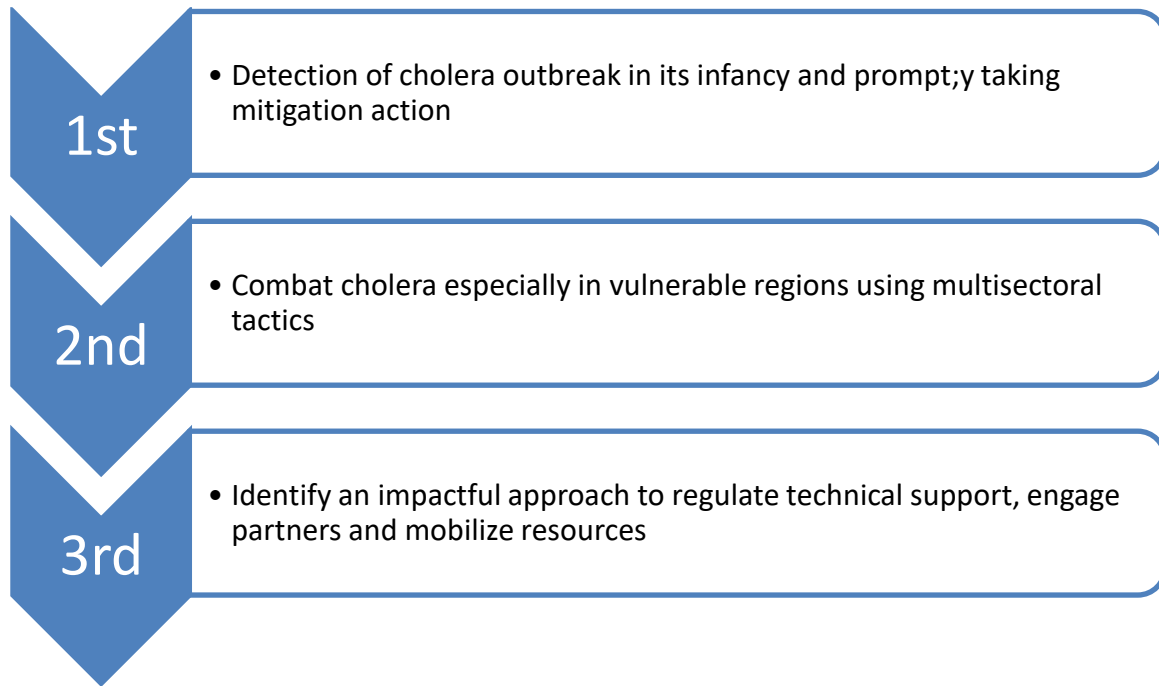 1st
• Detection of cholera outbreak in its infancy and prompt;y taking
mitigation action
2nd
• Combat cholera especially in vulnerable regions using multisectoral
tactics
3rd
• Identify an impactful approach to regulate technical support, engage
partners and mobilize resources